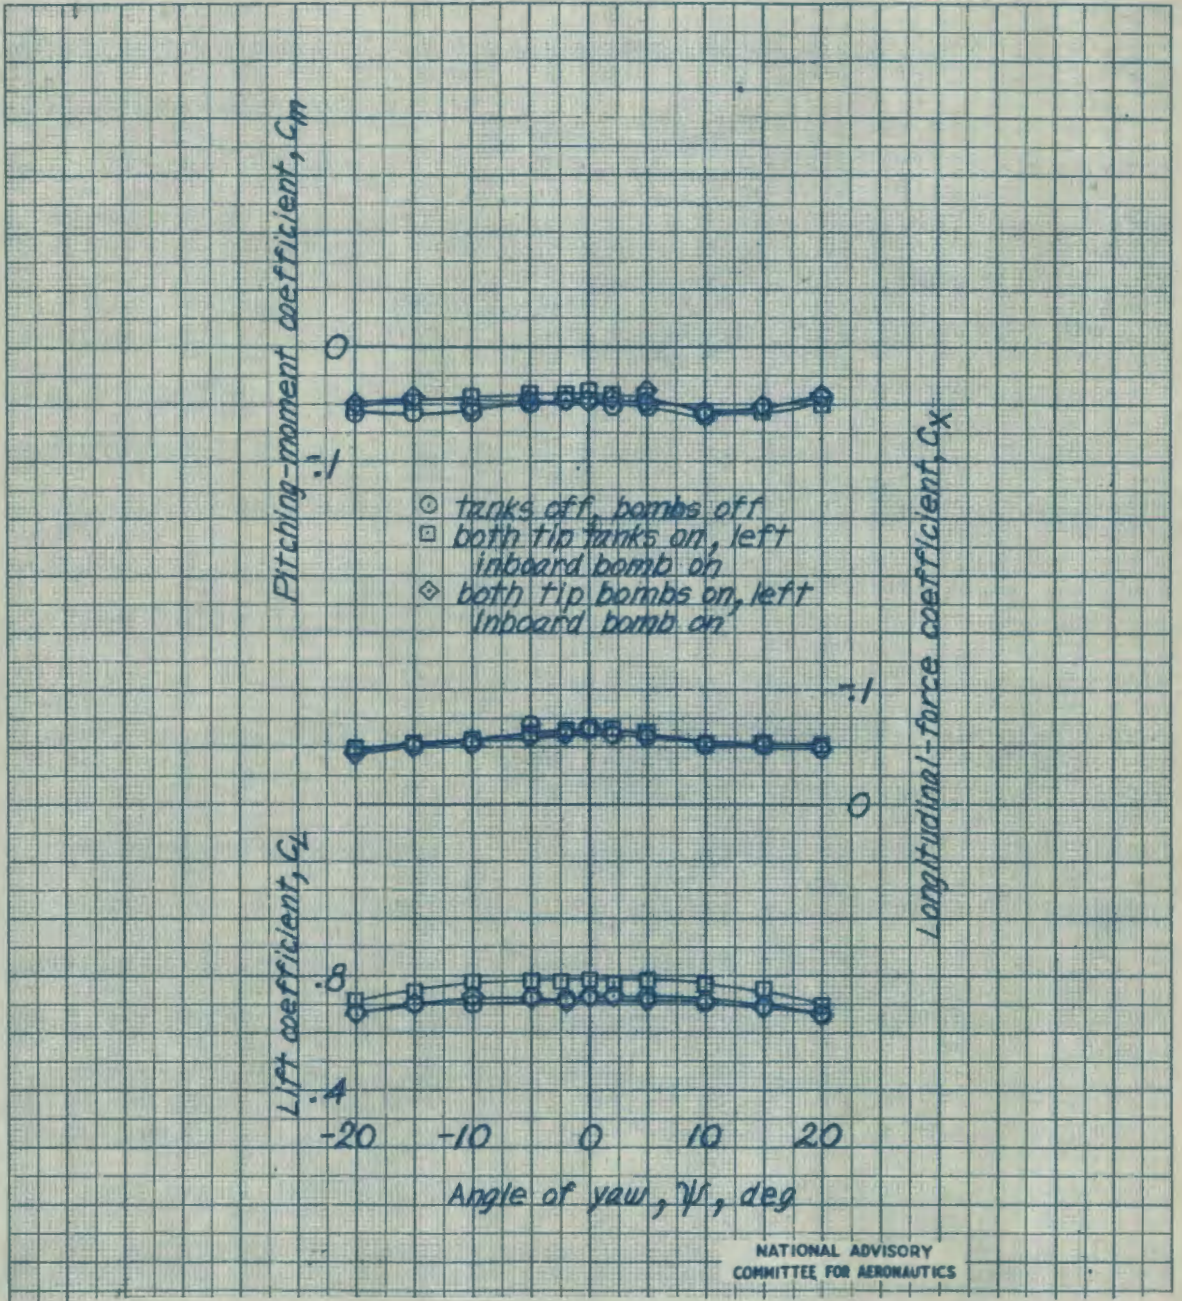 Pitching-moment coefficient, Cm
0
-.1
○ tanks off, bombs off
□ both tip tanks on, left
inboard bomb on
◇ both tip bombs on, left
Inboard bomb on
Longitudinal-force coefficient, CX
-.1
0
Lift coefficient, CL
.8
.4
-20 -10 0 10 20
Angle of yaw, ψ, deg
NATIONAL ADVISORY
COMMITTEE FOR AERONAUTICS